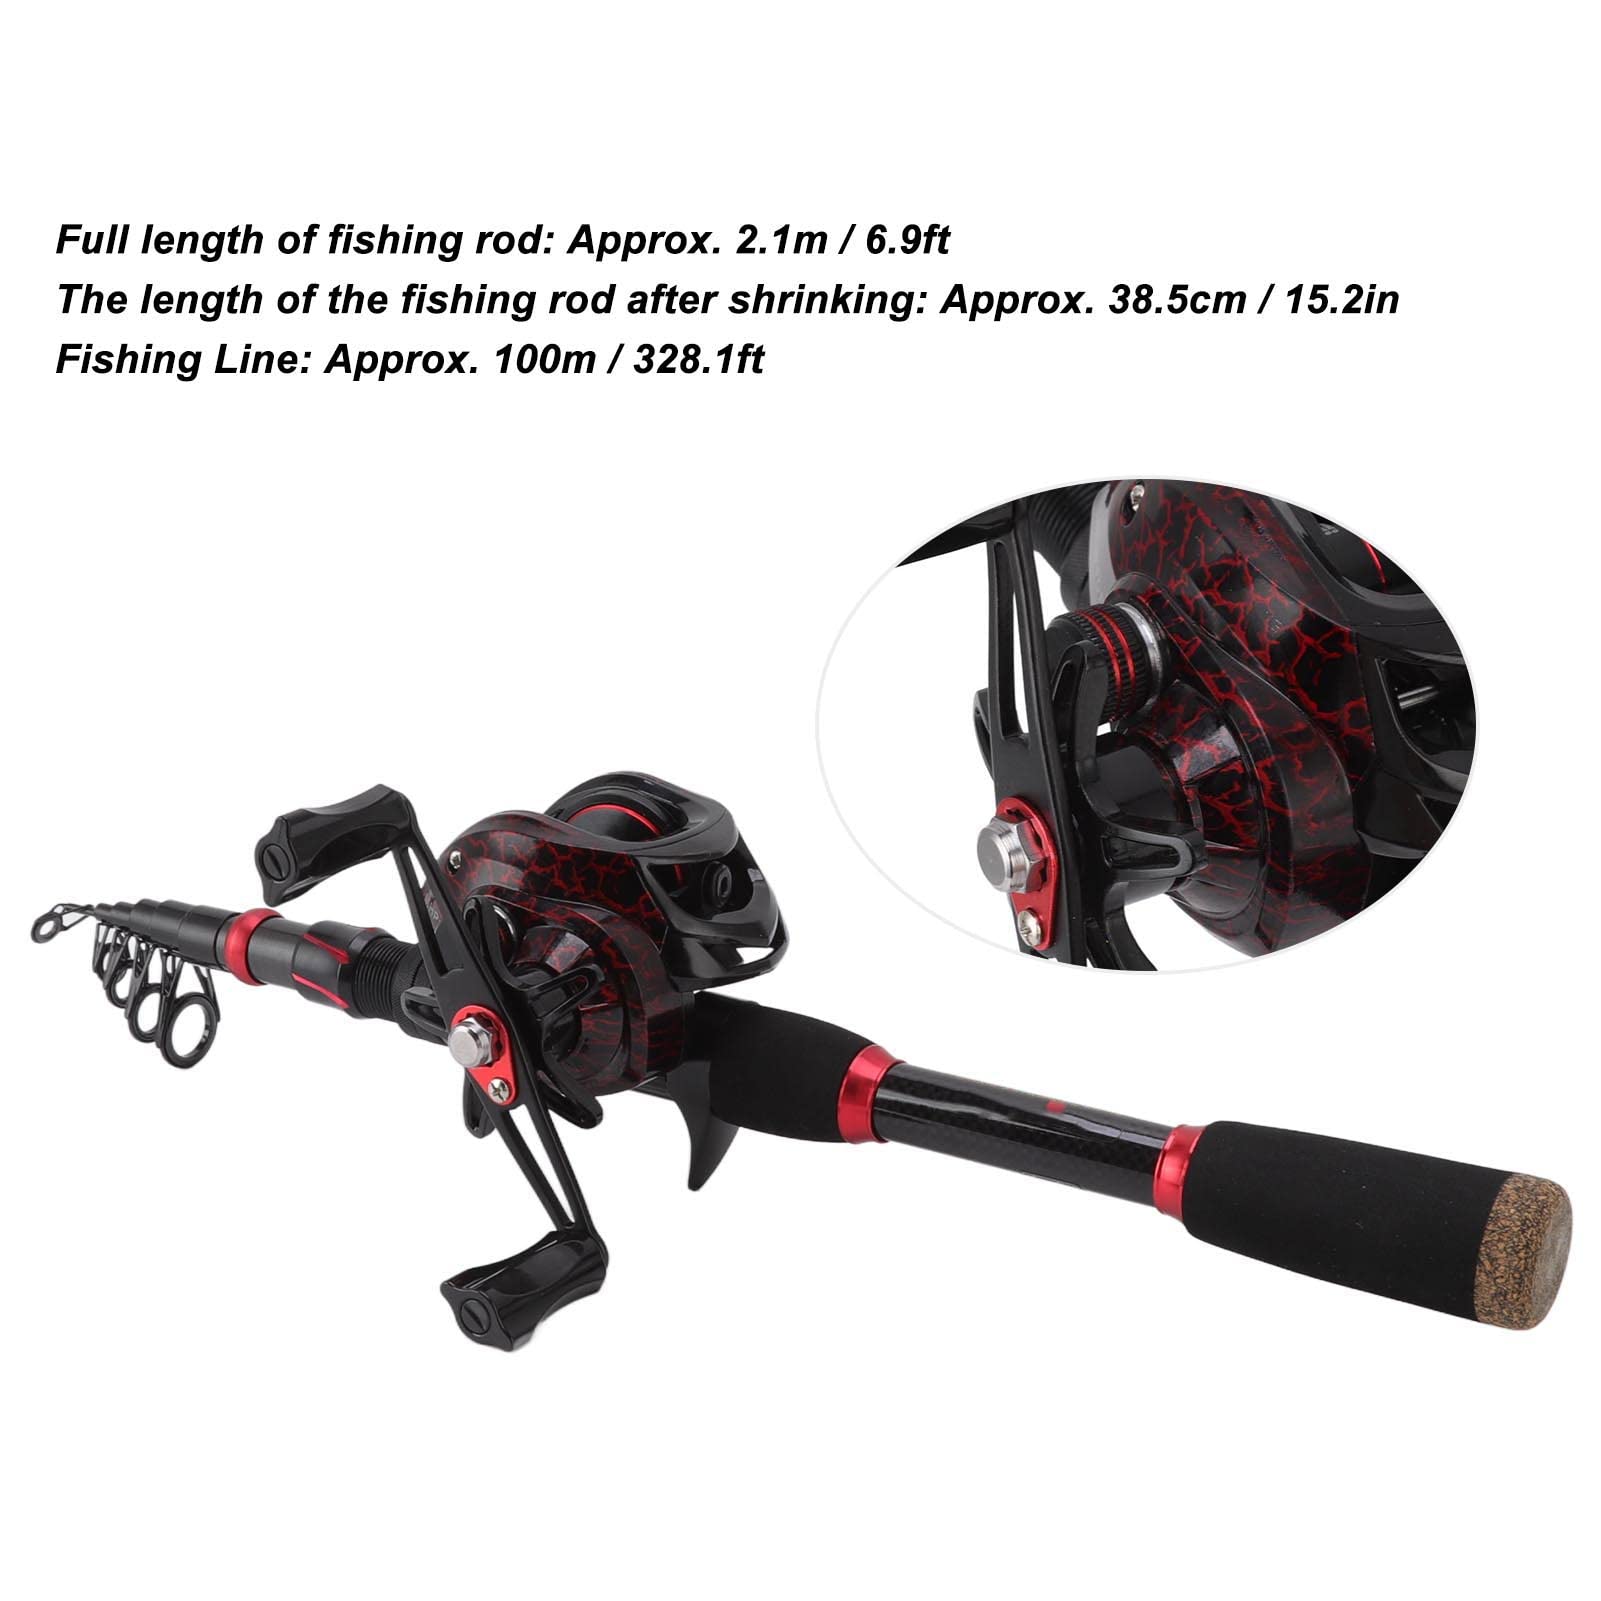 Full length of fishing rod: Approx. 2.1m / 6.9ft
The length of the fishing rod after shrinking: Approx. 38.5cm / 15.2in
Fishing Line: Approx. 100m / 328.1ft